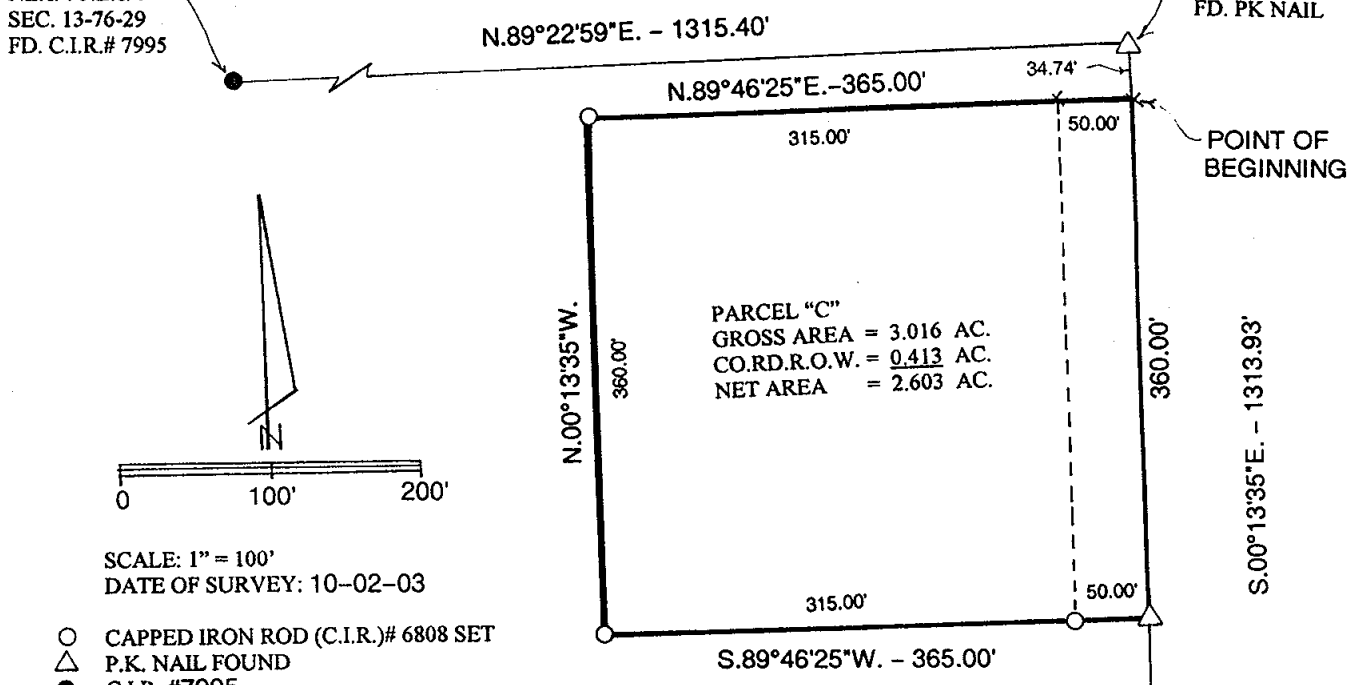 SEC. 13-76-29
FD. C.I.R.# 7995
N.89°22'59"E. – 1315.40'
FD. PK NAIL
34.74'
N.89°46'25"E.–365.00'
315.00'
50.00'
POINT OF
BEGINNING
N.00°13'35"W.
360.00'
PARCEL "C"
GROSS AREA = 3.016 AC.
CO.RD.R.O.W. = 0.413 AC.
NET AREA = 2.603 AC.
360.00'
S.00°13'35"E. – 1313.93'
N
0 100' 200'
SCALE: 1" = 100'
DATE OF SURVEY: 10–02–03
315.00'
50.00'
S.89°46'25"W. – 365.00'
CAPPED IRON ROD (C.I.R.)# 6808 SET
P.K. NAIL FOUND
C.I.R. #7995